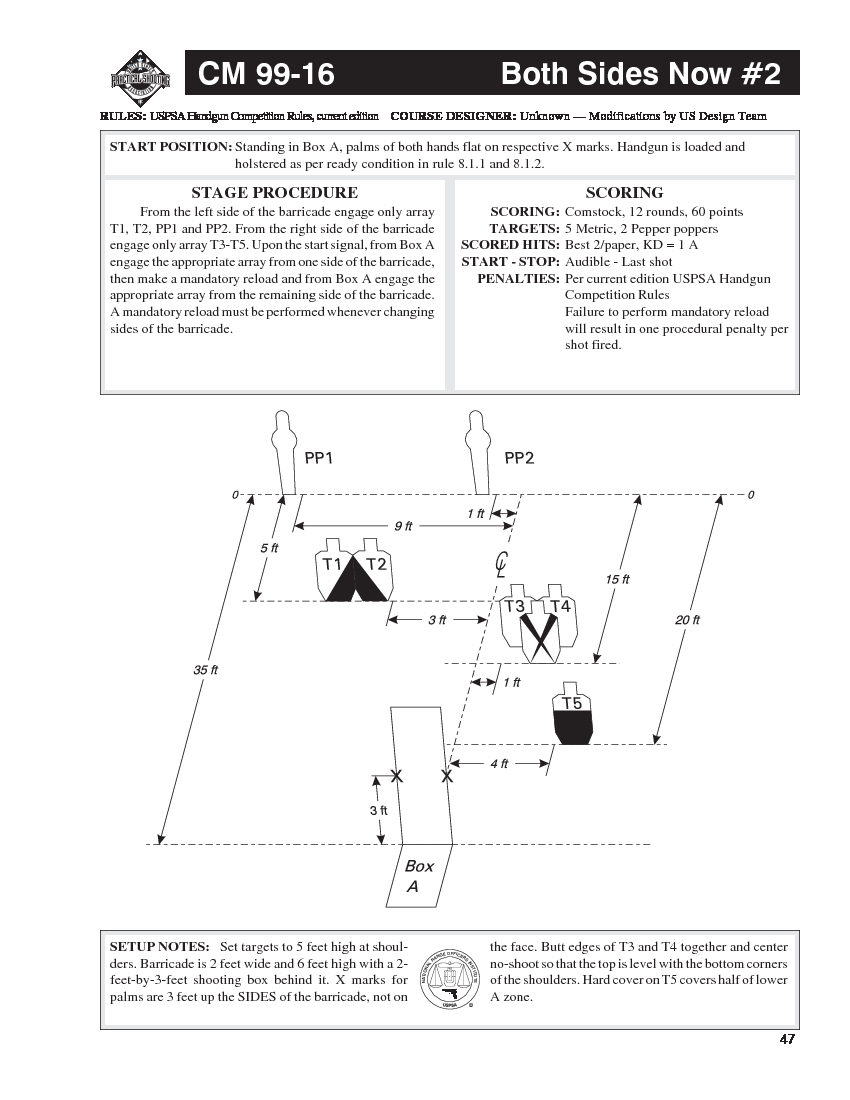 CM 99-16 Both Sides Now #2
RULES: USPSA Handgun Competition Rules, current edition COURSE DESIGNER: Unknown — Modifications by US Design Team
START POSITION: Standing in Box A, palms of both hands flat on respective X marks. Handgun is loaded and
holstered as per ready condition in rule 8.1.1 and 8.1.2.
STAGE PROCEDURE
From the left side of the barricade engage only array
T1, T2, PP1 and PP2. From the right side of the barricade
engage only array T3-T5. Upon the start signal, from Box A
engage the appropriate array from one side of the barricade,
then make a mandatory reload and from Box A engage the
appropriate array from the remaining side of the barricade.
A mandatory reload must be performed whenever changing
sides of the barricade.
SCORING
SCORING: Comstock, 12 rounds, 60 points
TARGETS: 5 Metric, 2 Pepper poppers
SCORED HITS: Best 2/paper, KD = 1 A
START - STOP: Audible - Last shot
PENALTIES: Per current edition USPSA Handgun
Competition Rules
Failure to perform mandatory reload
will result in one procedural penalty per
shot fired.
PP1
PP2
0
0
1 ft
9 ft
5 ft
T1 T2
15 ft
T3 T4
3 ft
20 ft
35 ft
1 ft
T5
4 ft
X X
3 ft
Box
A
SETUP NOTES: Set targets to 5 feet high at shoul-
ders. Barricade is 2 feet wide and 6 feet high with a 2-
feet-by-3-feet shooting box behind it. X marks for
palms are 3 feet up the SIDES of the barricade, not on
USPSA
the face. Butt edges of T3 and T4 together and center
no-shoot so that the top is level with the bottom corners
of the shoulders. Hard cover on T5 covers half of lower
A zone.
47